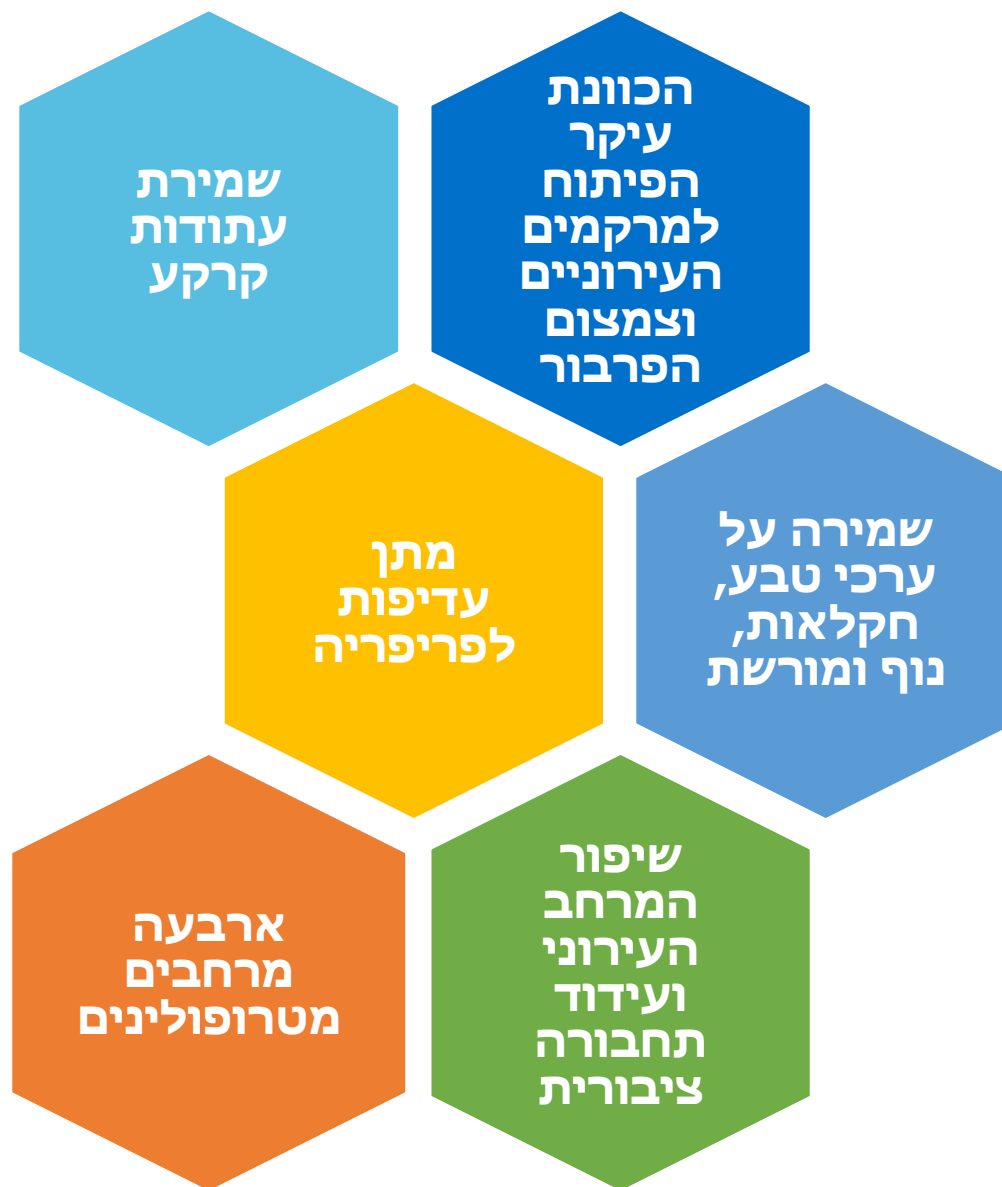 הכוונת
עיקר
הפיתוח
למרקמים
העירוניים
וצמצום
הפרבור
שמירת
עתודות
קרקע
שמירה על
ערכי טבע,
חקלאות,
נוף ומורשת
מתן
עדיפות
לפריפריה
שיפור
המרחב
העירוני
ועידוד
תחבורה
ציבורית
ארבעה
מרחבים
מטרופולינים